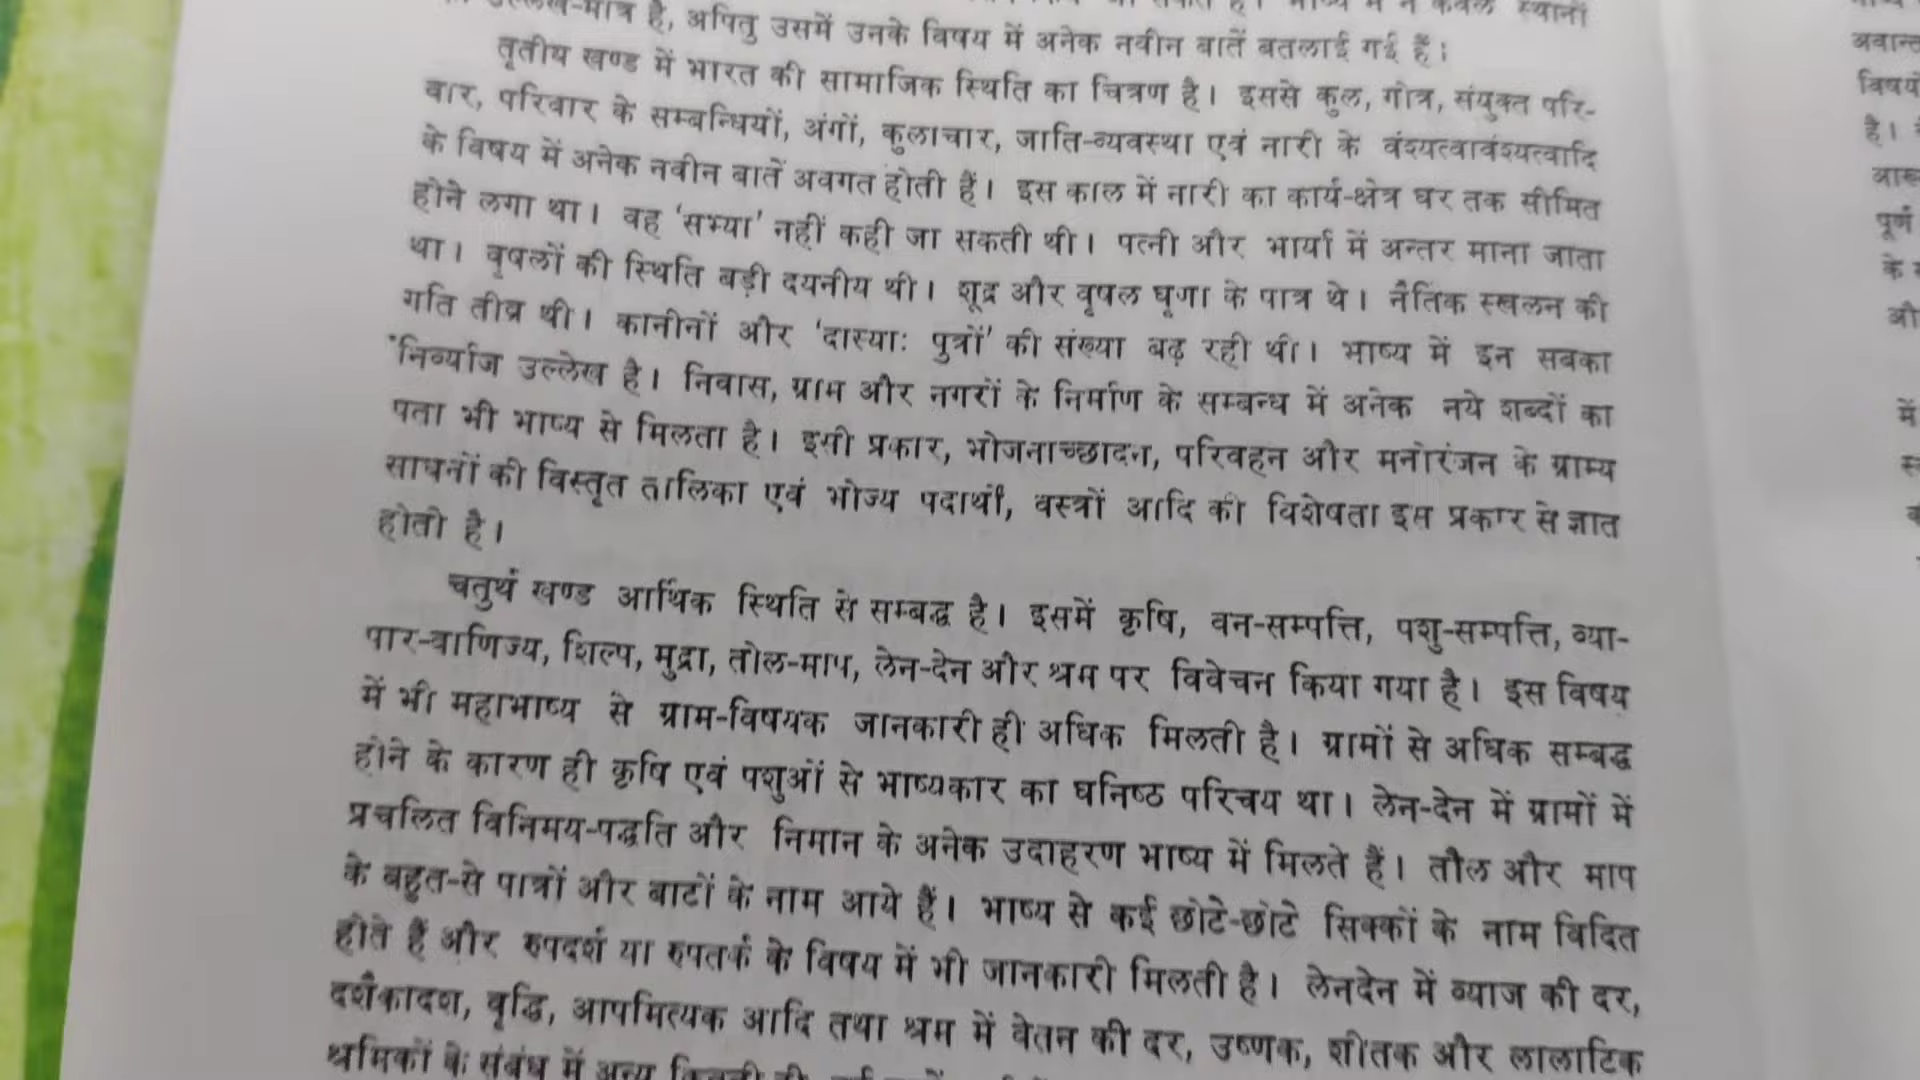 उल्लेख-मात्र है, अपितु उसमें उनके विषय में अनेक नवीन बातें बतलाई गई हैं।
तृतीय खण्ड में भारत की सामाजिक स्थिति का चित्रण है। इससे कुल, गोत्र, संयुक्त परि-
वार, परिवार के सम्बन्धियों, अंगों, कुलाचार, जाति-व्यवस्था एवं नारी के वंश्यत्वावंश्यत्वादि
के विषय में अनेक नवीन बातें अवगत होती हैं। इस काल में नारी का कार्य-क्षेत्र घर तक सीमित
होने लगा था। वह 'सभ्या' नहीं कही जा सकती थी। पत्नी और भार्या में अन्तर माना जाता
था। वृषलों की स्थिति बड़ी दयनीय थी। शूद्र और वृषल घृणा के पात्र थे। नैतिक स्खलन की
गति तीव्र थी। कानीनों और 'दास्याः पुत्रों' की संख्या बढ़ रही थी। भाष्य में इन सबका
निर्व्याज उल्लेख है। निवास, ग्राम और नगरों के निर्माण के सम्बन्ध में अनेक नये शब्दों का
पता भी भाष्य से मिलता है। इसी प्रकार, भोजनाच्छादन, परिवहन और मनोरंजन के ग्राम्य
साधनों की विस्तृत तालिका एवं भोज्य पदार्थों, वस्त्रों आदि की विशेषता इस प्रकार से ज्ञात
होती है।
चतुर्थ खण्ड आर्थिक स्थिति से सम्बद्ध है। इसमें कृषि, वन-सम्पत्ति, पशु-सम्पत्ति, व्या-
पार-वाणिज्य, शिल्प, मुद्रा, तोल-माप, लेन-देन और श्रम पर विवेचन किया गया है। इस विषय
में भी महाभाष्य से ग्राम-विषयक जानकारी ही अधिक मिलती है। ग्रामों से अधिक सम्बद्ध
होने के कारण ही कृषि एवं पशुओं से भाष्यकार का घनिष्ठ परिचय था। लेन-देन में ग्रामों में
प्रचलित विनिमय-पद्धति और निमान के अनेक उदाहरण भाष्य में मिलते हैं। तौल और माप
के बहुत-से पात्रों और बाटों के नाम आये हैं। भाष्य से कई छोटे-छोटे सिक्कों के नाम विदित
होते हैं और रुपदर्श या रुपतर्क के विषय में भी जानकारी मिलती है। लेनदेन में व्याज की दर,
दशैकादश, वृद्धि, आपमित्यक आदि तथा श्रम में वेतन की दर, उष्णक, शीतक और लालाटिक
श्रमिकों के संबंध में अन्य
अवान्त
विषयों
है।
पूर्ण
के
में